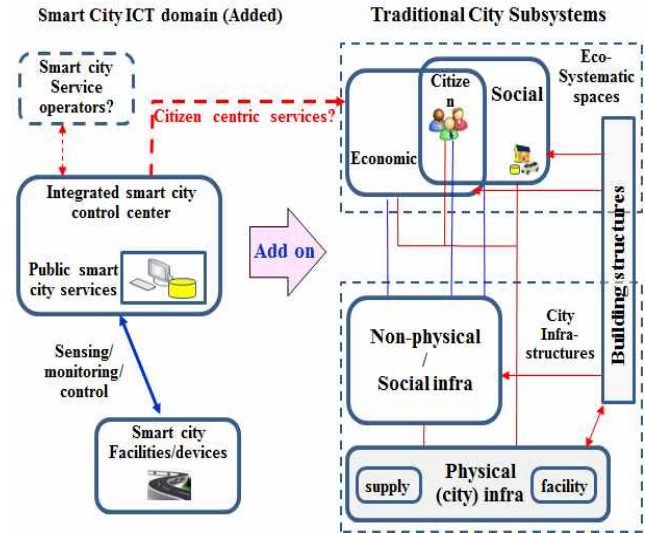 Smart City ICT domain (Added)
Smart city
Service
operators?
Citizen centric services?
Integrated smart city
control center
Public smart
city services
Sensing/
monitoring/
control
Smart city
Facilities/devices
Add on
Traditional City Subsystems
Citize
n
Social
Economic
Eco-
Systematic
spaces
Building structures
City
Infra-
structures
Non-physical
/
Social infra
Physical
(city) infra
supply
facility